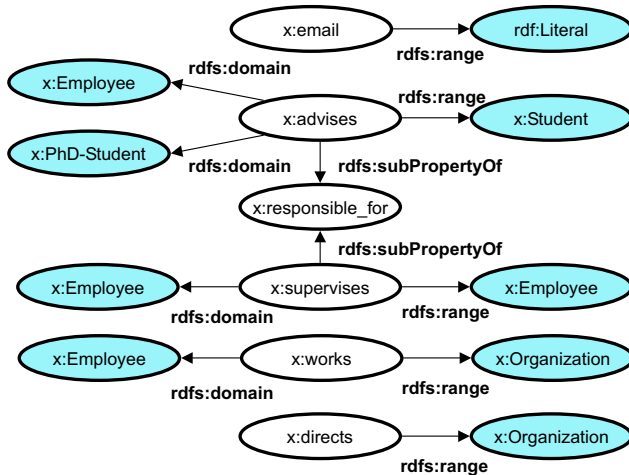 x:email
rdfs:range
rdf:Literal
x:Employee
rdfs:domain
x:advises
rdfs:range
x:Student
x:PhD-Student
rdfs:domain
rdfs:subPropertyOf
x:responsible_for
rdfs:subPropertyOf
x:Employee
rdfs:domain
x:supervises
rdfs:range
x:Employee
x:Employee
rdfs:domain
x:works
rdfs:range
x:Organization
x:directs
rdfs:range
x:Organization